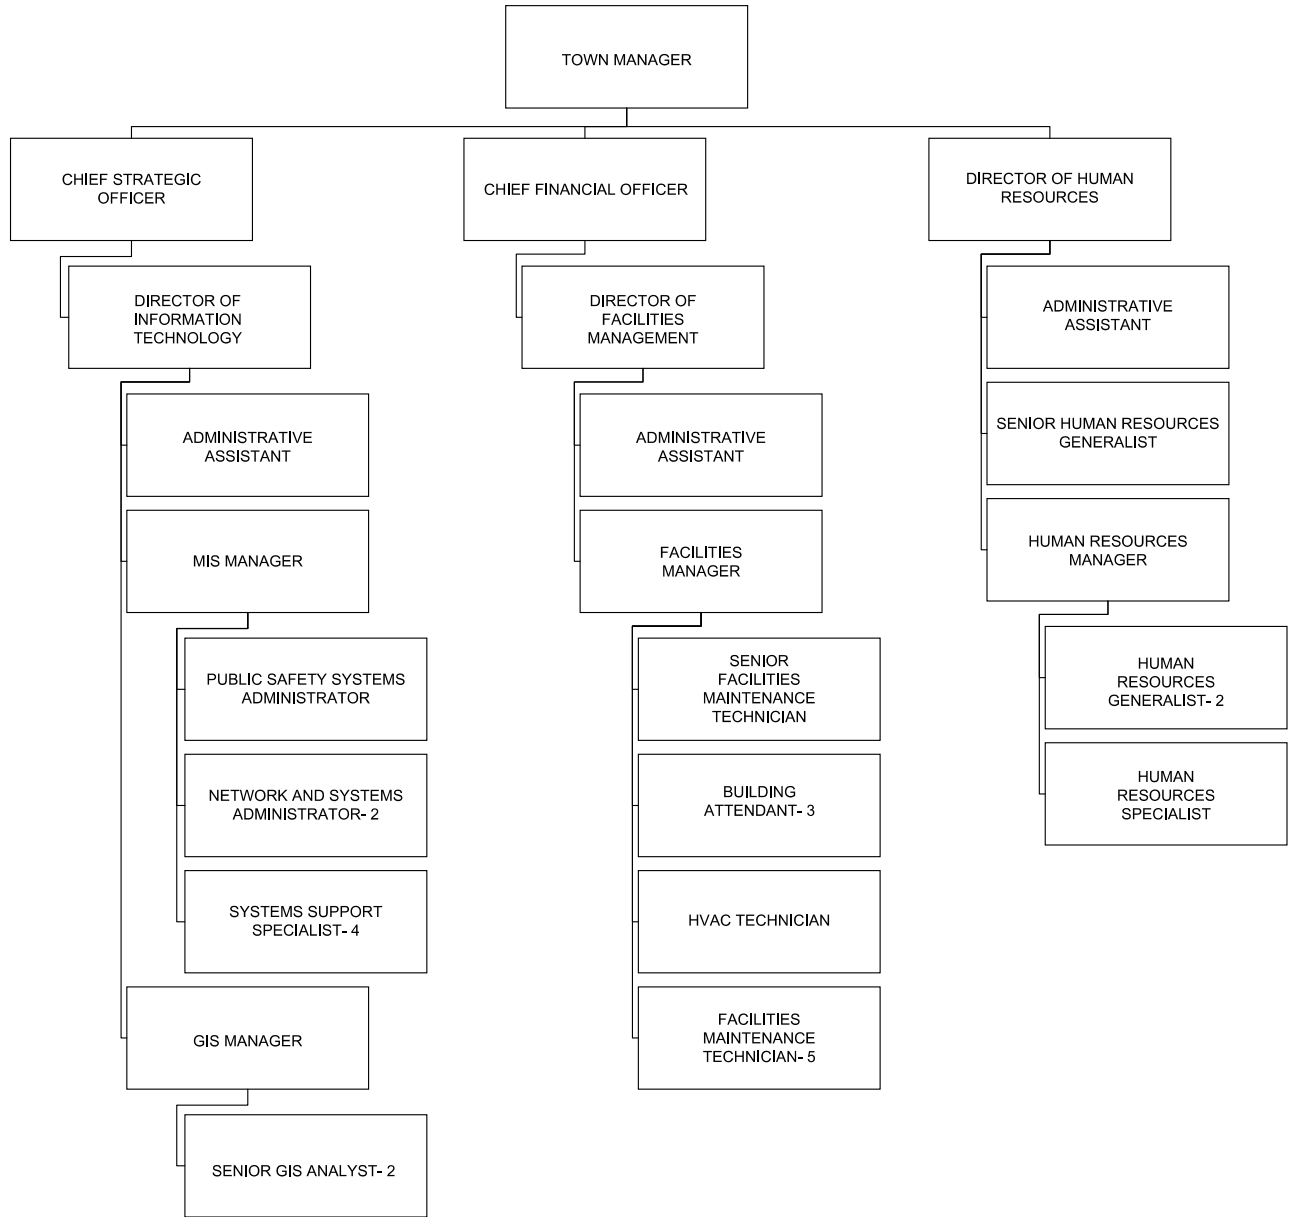 TOWN MANAGER
CHIEF STRATEGIC
OFFICER
CHIEF FINANCIAL OFFICER
DIRECTOR OF HUMAN
RESOURCES
DIRECTOR OF
INFORMATION
TECHNOLOGY
ADMINISTRATIVE
ASSISTANT
MIS MANAGER
PUBLIC SAFETY SYSTEMS
ADMINISTRATOR
NETWORK AND SYSTEMS
ADMINISTRATOR- 2
SYSTEMS SUPPORT
SPECIALIST- 4
GIS MANAGER
SENIOR GIS ANALYST- 2
DIRECTOR OF
FACILITIES
MANAGEMENT
ADMINISTRATIVE
ASSISTANT
FACILITIES
MANAGER
SENIOR
FACILITIES
MAINTENANCE
TECHNICIAN
BUILDING
ATTENDANT- 3
HVAC TECHNICIAN
FACILITIES
MAINTENANCE
TECHNICIAN- 5
ADMINISTRATIVE
ASSISTANT
SENIOR HUMAN RESOURCES
GENERALIST
HUMAN RESOURCES
MANAGER
HUMAN
RESOURCES
GENERALIST- 2
HUMAN
RESOURCES
SPECIALIST